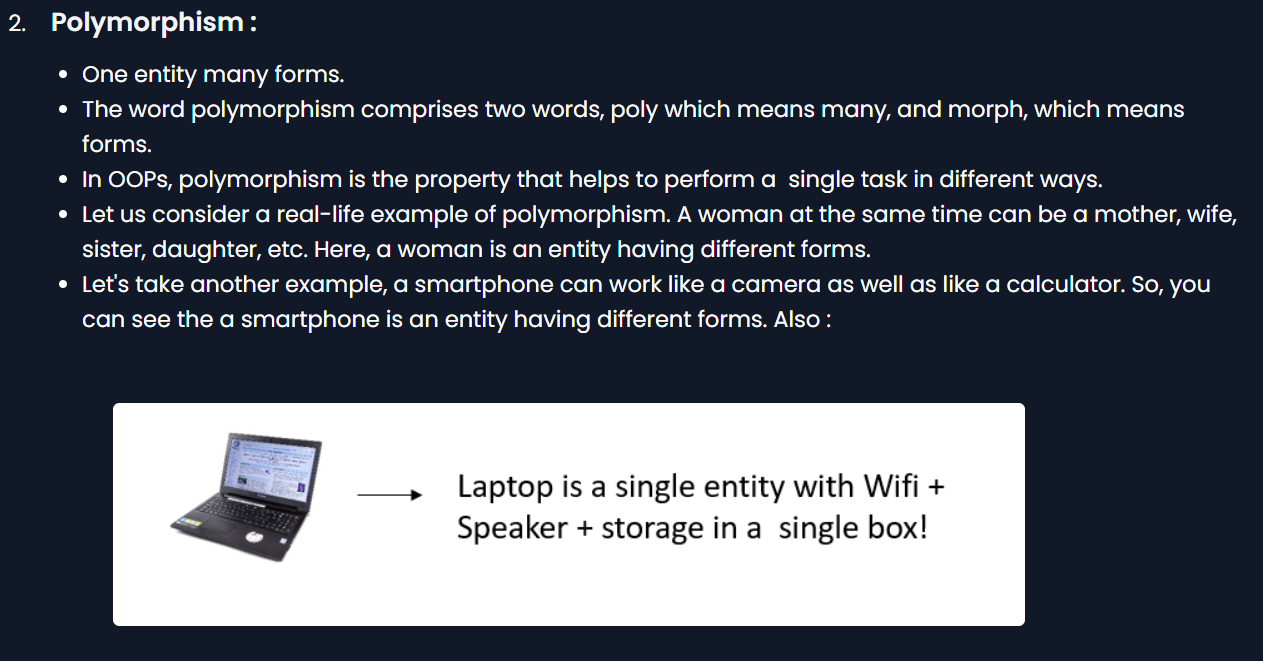 2. Polymorphism :
• One entity many forms.
• The word polymorphism comprises two words, poly which means many, and morph, which means
forms.
• In OOPs, polymorphism is the property that helps to perform a  single task in different ways.
• Let us consider a real-life example of polymorphism. A woman at the same time can be a mother, wife,
sister, daughter, etc. Here, a woman is an entity having different forms.
• Let's take another example, a smartphone can work like a camera as well as like a calculator. So, you
can see the a smartphone is an entity having different forms. Also :
Laptop is a single entity with Wifi +
Speaker + storage in a  single box!